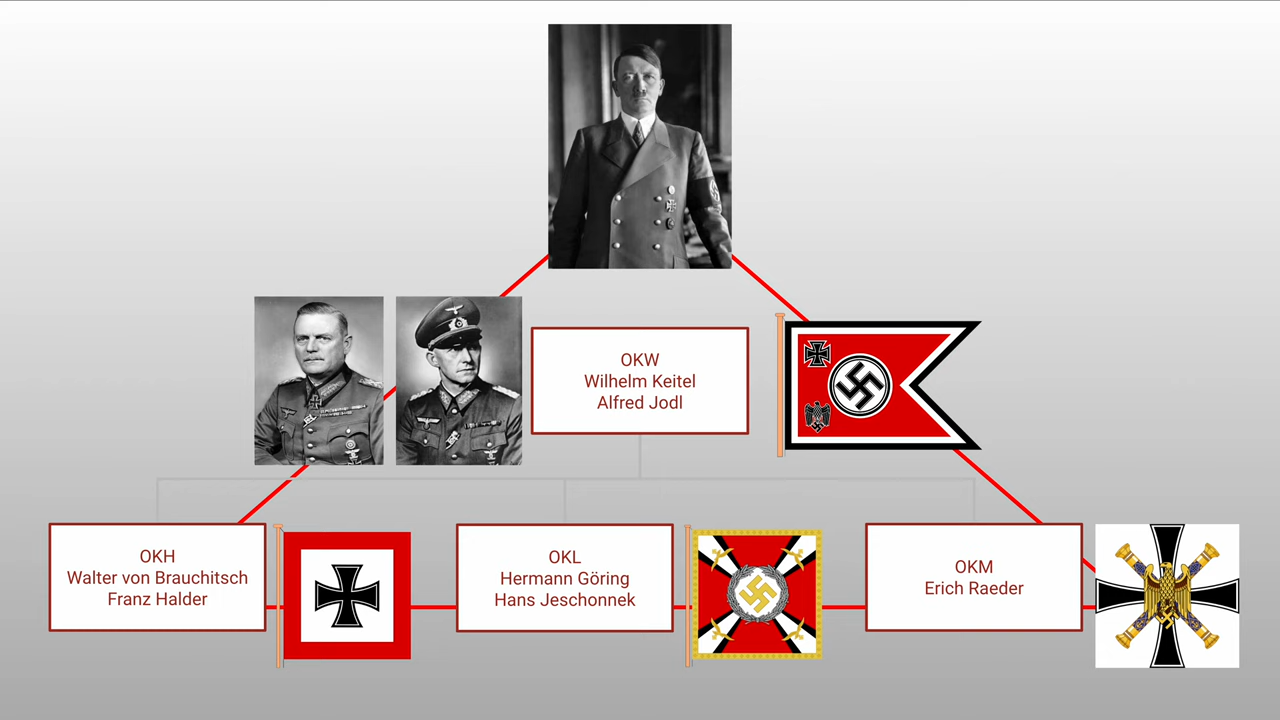 OKW
Wilhelm Keitel
Alfred Jodl
OKH
Walter von Brauchitsch
Franz Halder
OKL
Hermann Göring
Hans Jeschonnek
OKM
Erich Raeder